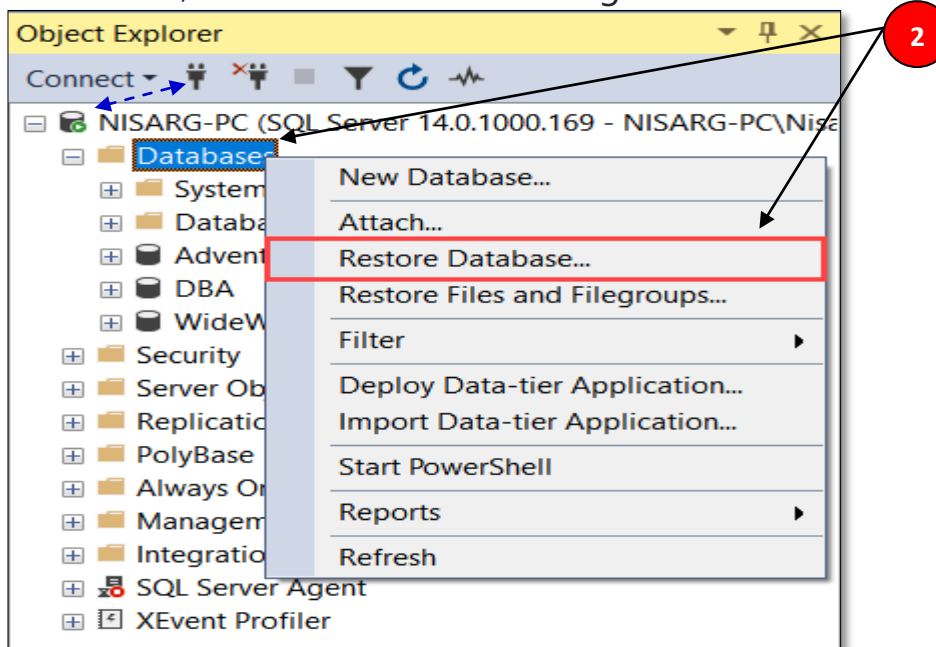 Object Explorer
2
Connect
NISARG-PC (SQL Server 14.0.1000.169 - NISARG-PC\Nisa
Databases
System
Databa
Advent
DBA
WideW
Security
Server Ob
Replicatio
PolyBase
Always On
Managem
Integratio
SQL Server Agent
XEvent Profiler
New Database...
Attach...
Restore Database...
Restore Files and Filegroups...
Filter
Deploy Data-tier Application...
Import Data-tier Application...
Start PowerShell
Reports
Refresh